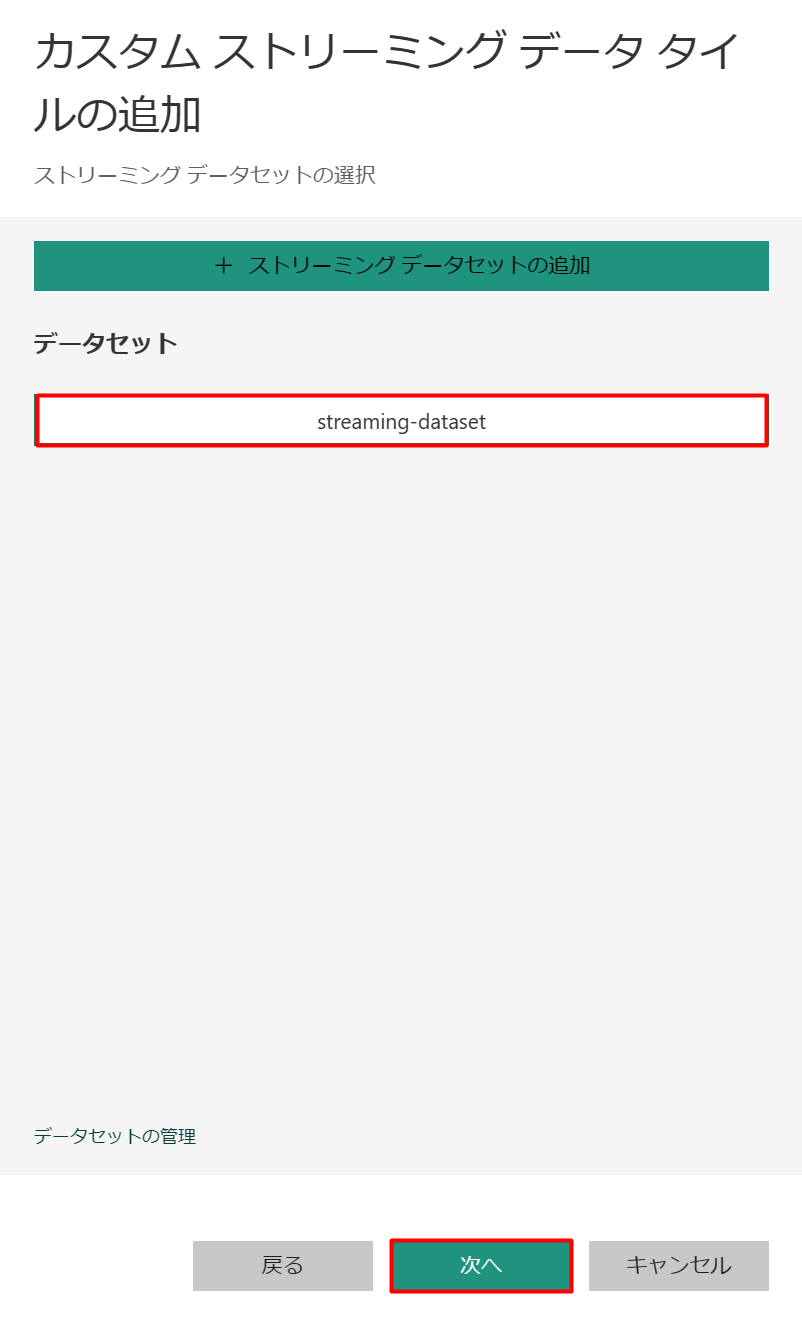 カスタム ストリーミング データ タイ
ルの追加
ストリーミング データセットの選択
＋ ストリーミング データセットの追加
データセット
streaming-dataset
データセットの管理
戻る
次へ
キャンセル